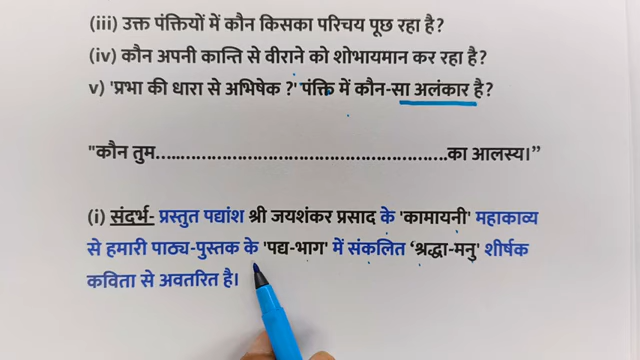 (iii) उक्त पंक्तियों में कौन किसका परिचय पूछ रहा है?
(iv) कौन अपनी कान्ति से वीराने को शोभायमान कर रहा है?
v) 'प्रभा की धारा से अभिषेक ?' पंक्ति में कौन-सा अलंकार है?
"कौन तुम……………………………………………….का आलस्य।”
(i) संदर्भ- प्रस्तुत पद्यांश श्री जयशंकर प्रसाद के 'कामायनी' महाकाव्य
से हमारी पाठ्य-पुस्तक के 'पद्य-भाग' में संकलित ‘श्रद्धा-मनु' शीर्षक
कविता से अवतरित है।